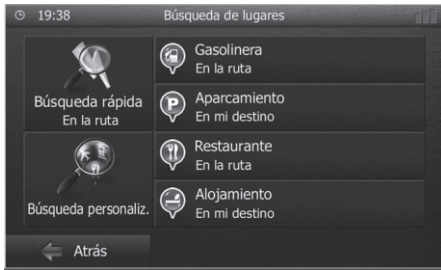 19:38
Búsqueda de lugares
Búsqueda rápida
En la ruta
Búsqueda personaliz.
Gasolinera
En la ruta
Aparcamiento
En mi destino
Restaurante
En la ruta
Alojamiento
En mi destino
Atrás